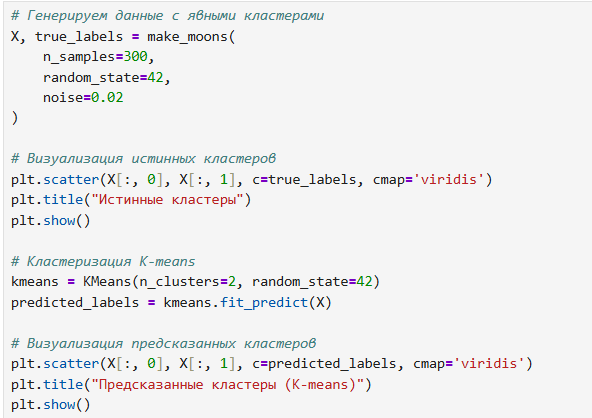 # Генерируем данные с явными кластерами
X, true_labels = make_moons(
    n_samples=300,
    random_state=42,
    noise=0.02
)
# Визуализация истинных кластеров
plt.scatter(X[:, 0], X[:, 1], c=true_labels, cmap='viridis')
plt.title("Истинные кластеры")
plt.show()
# Кластеризация K-means
kmeans = KMeans(n_clusters=2, random_state=42)
predicted_labels = kmeans.fit_predict(X)
# Визуализация предсказанных кластеров
plt.scatter(X[:, 0], X[:, 1], c=predicted_labels, cmap='viridis')
plt.title("Предсказанные кластеры (K-means)")
plt.show()